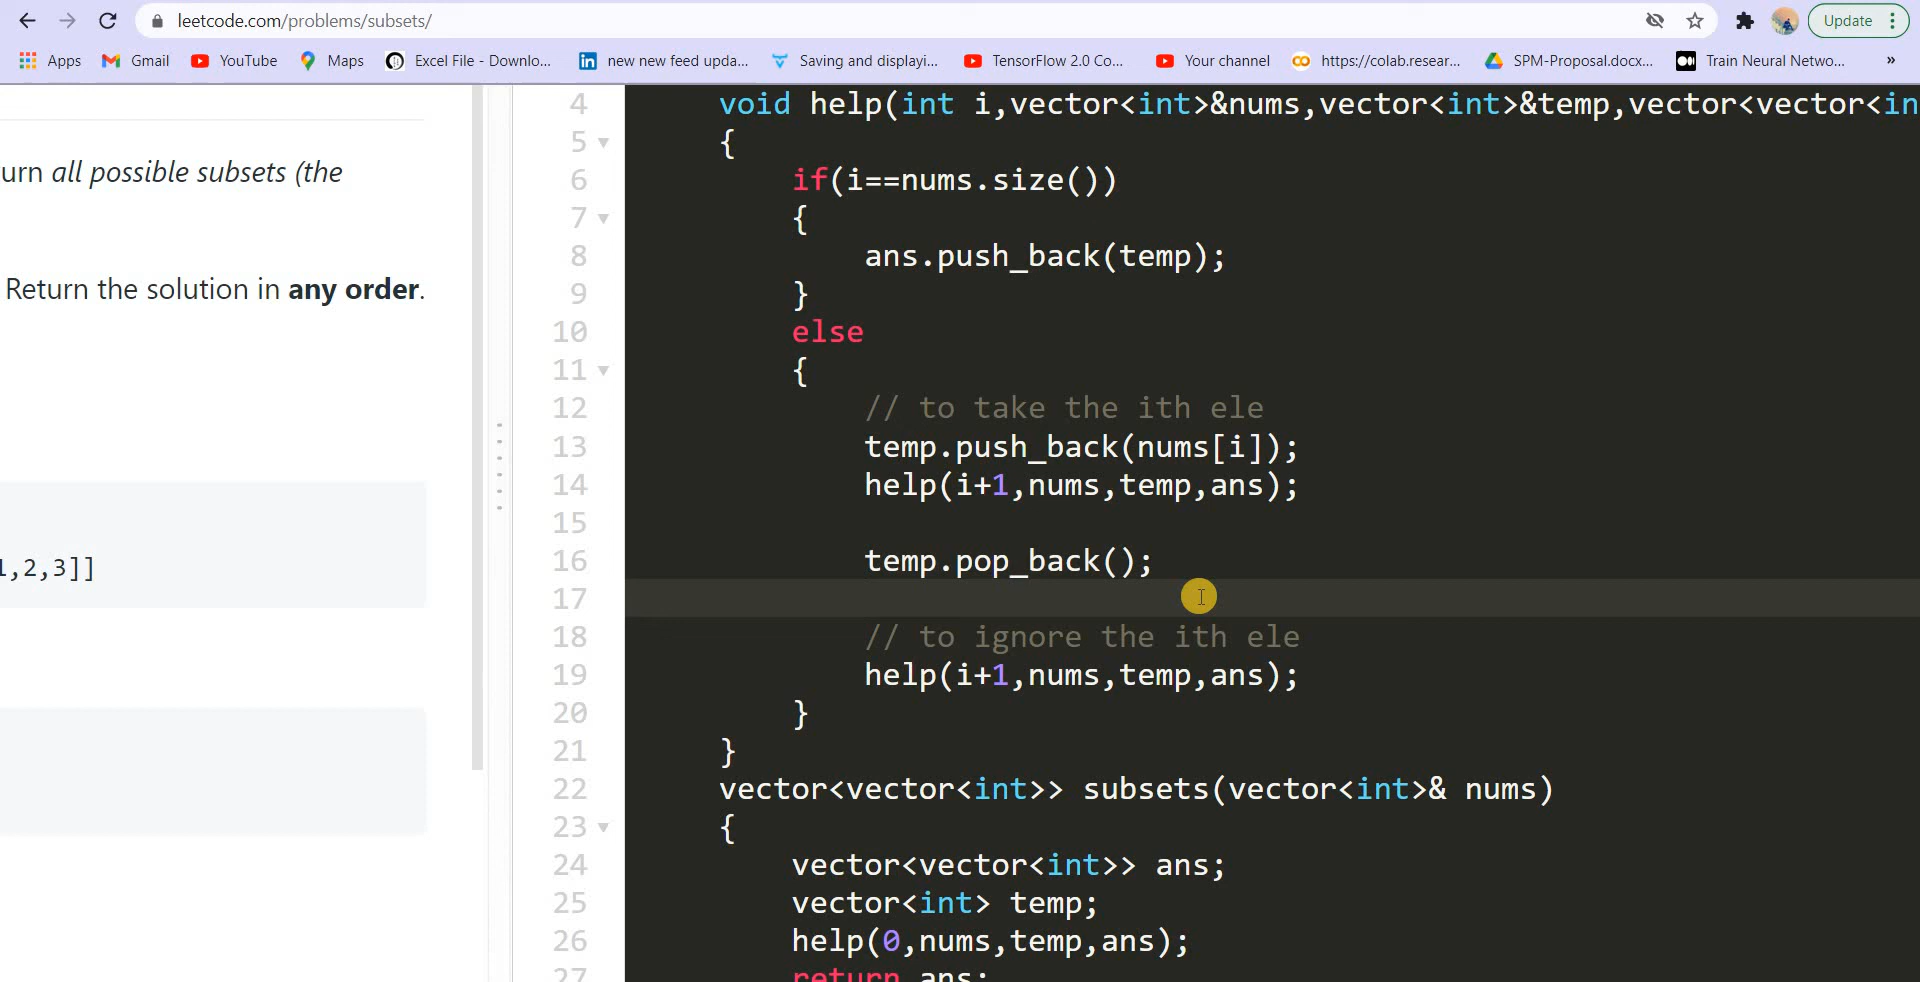 leetcode.com/problems/subsets/
Update
Apps
Gmail
YouTube
Maps
Excel File - Downlo...
new new feed upda...
Saving and displayi...
TensorFlow 2.0 Co...
Your channel
https://colab.resear...
SPM-Proposal.docx...
Train Neural Netwo...
»
urn all possible subsets (the
Return the solution in any order.
1,2,3]]
4 void help(int i,vector<int>&nums,vector<int>&temp,vector<vector<in
5 {
6 if(i==nums.size())
7 {
8 ans.push_back(temp);
9 }
10 else
11 {
12 // to take the ith ele
13 temp.push_back(nums[i]);
14 help(i+1,nums,temp,ans);
15
16 temp.pop_back();
17
18 // to ignore the ith ele
19 help(i+1,nums,temp,ans);
20 }
21 }
22 vector<vector<int>> subsets(vector<int>& nums)
23 {
24 vector<vector<int>> ans;
25 vector<int> temp;
26 help(0,nums,temp,ans);
27 return ans;